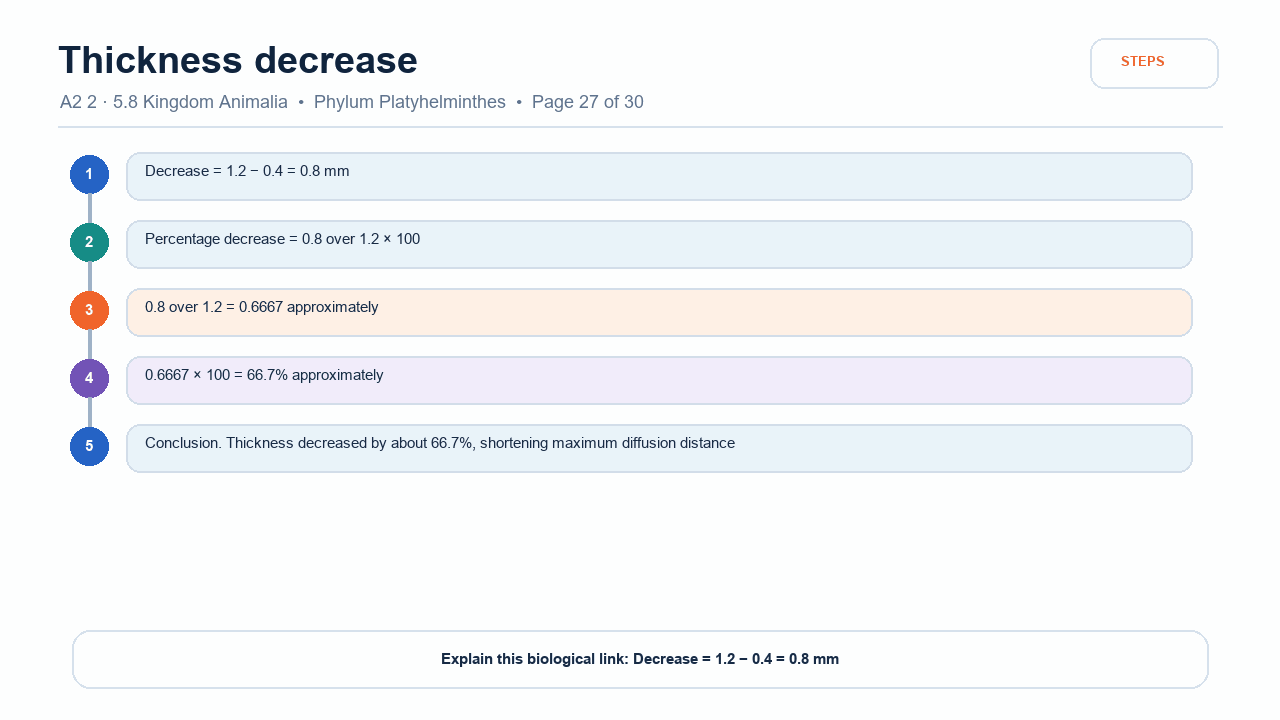 Thickness decrease
STEPS
A2 2 · 5.8 Kingdom Animalia • Phylum Platyhelminthes • Page 27 of 30
1
Decrease = 1.2 − 0.4 = 0.8 mm
2
Percentage decrease = 0.8 over 1.2 × 100
3
0.8 over 1.2 = 0.6667 approximately
4
0.6667 × 100 = 66.7% approximately
5
Conclusion. Thickness decreased by about 66.7%, shortening maximum diffusion distance
Explain this biological link: Decrease = 1.2 − 0.4 = 0.8 mm